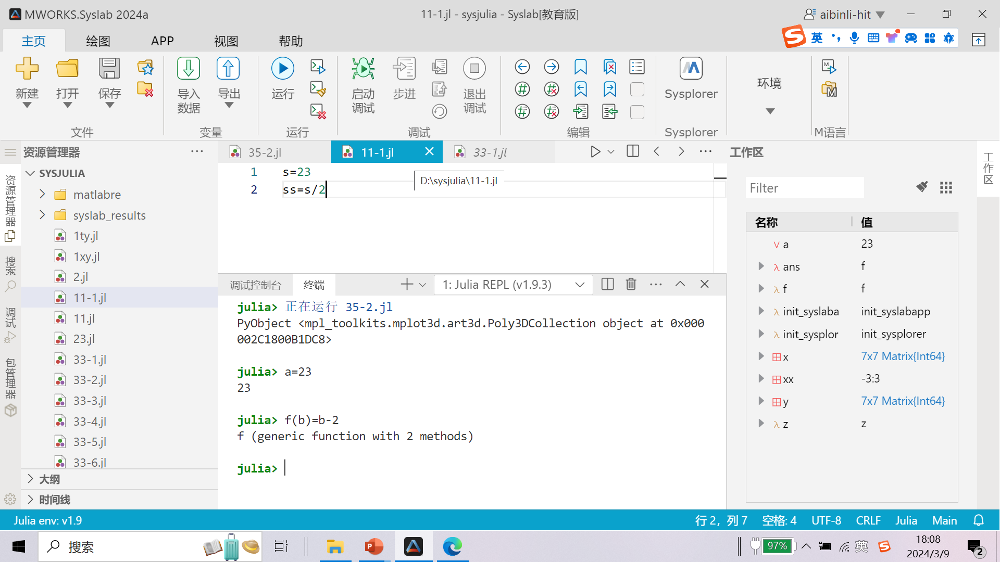 MWORKS.Syslab 2024a
11-1.jl - sysjulia - Syslab[教育版]
aibinli-hit
主页
绘图
APP
视图
帮助
英
新建
打开
保存
导入
数据
导出
运行
启动
调试
步进
退出
调试
Sysplorer
环境
文件
变量
运行
调试
编辑
Sysplorer
M语言
资源管理器
SYSJULIA
matlabre
syslab_results
1ty.jl
1xy.jl
2.jl
11-1.jl
11.jl
23.jl
33-1.jl
33-2.jl
33-3.jl
33-4.jl
33-5.jl
33-6.jl
大纲
时间线
资源管理器
搜索
调试
包管理器
35-2.jl
11-1.jl
33-1.jl
1 s=23
2 ss=s/2
D:\sysjulia\11-1.jl
调试控制台
终端
1: Julia REPL (v1.9.3)
julia> 正在运行 35-2.jl
PyObject <mpl_toolkits.mplot3d.art3d.Poly3DCollection object at 0x000
002C1800B1DC8>
julia> a=23
23
julia> f(b)=b-2
f (generic function with 2 methods)
julia>
工作区
工作区
Filter
名称 值
a 23
ans f
f f
init_syslaba init_syslabapp
init_sysplor init_sysplorer
x 7x7 Matrix{Int64}
xx -3:3
y 7x7 Matrix{Int64}
z z
Julia env: v1.9
行 2，列 7
空格: 4
UTF-8
CRLF
Julia
Main
搜索
97%
英
18:08
2024/3/9
2